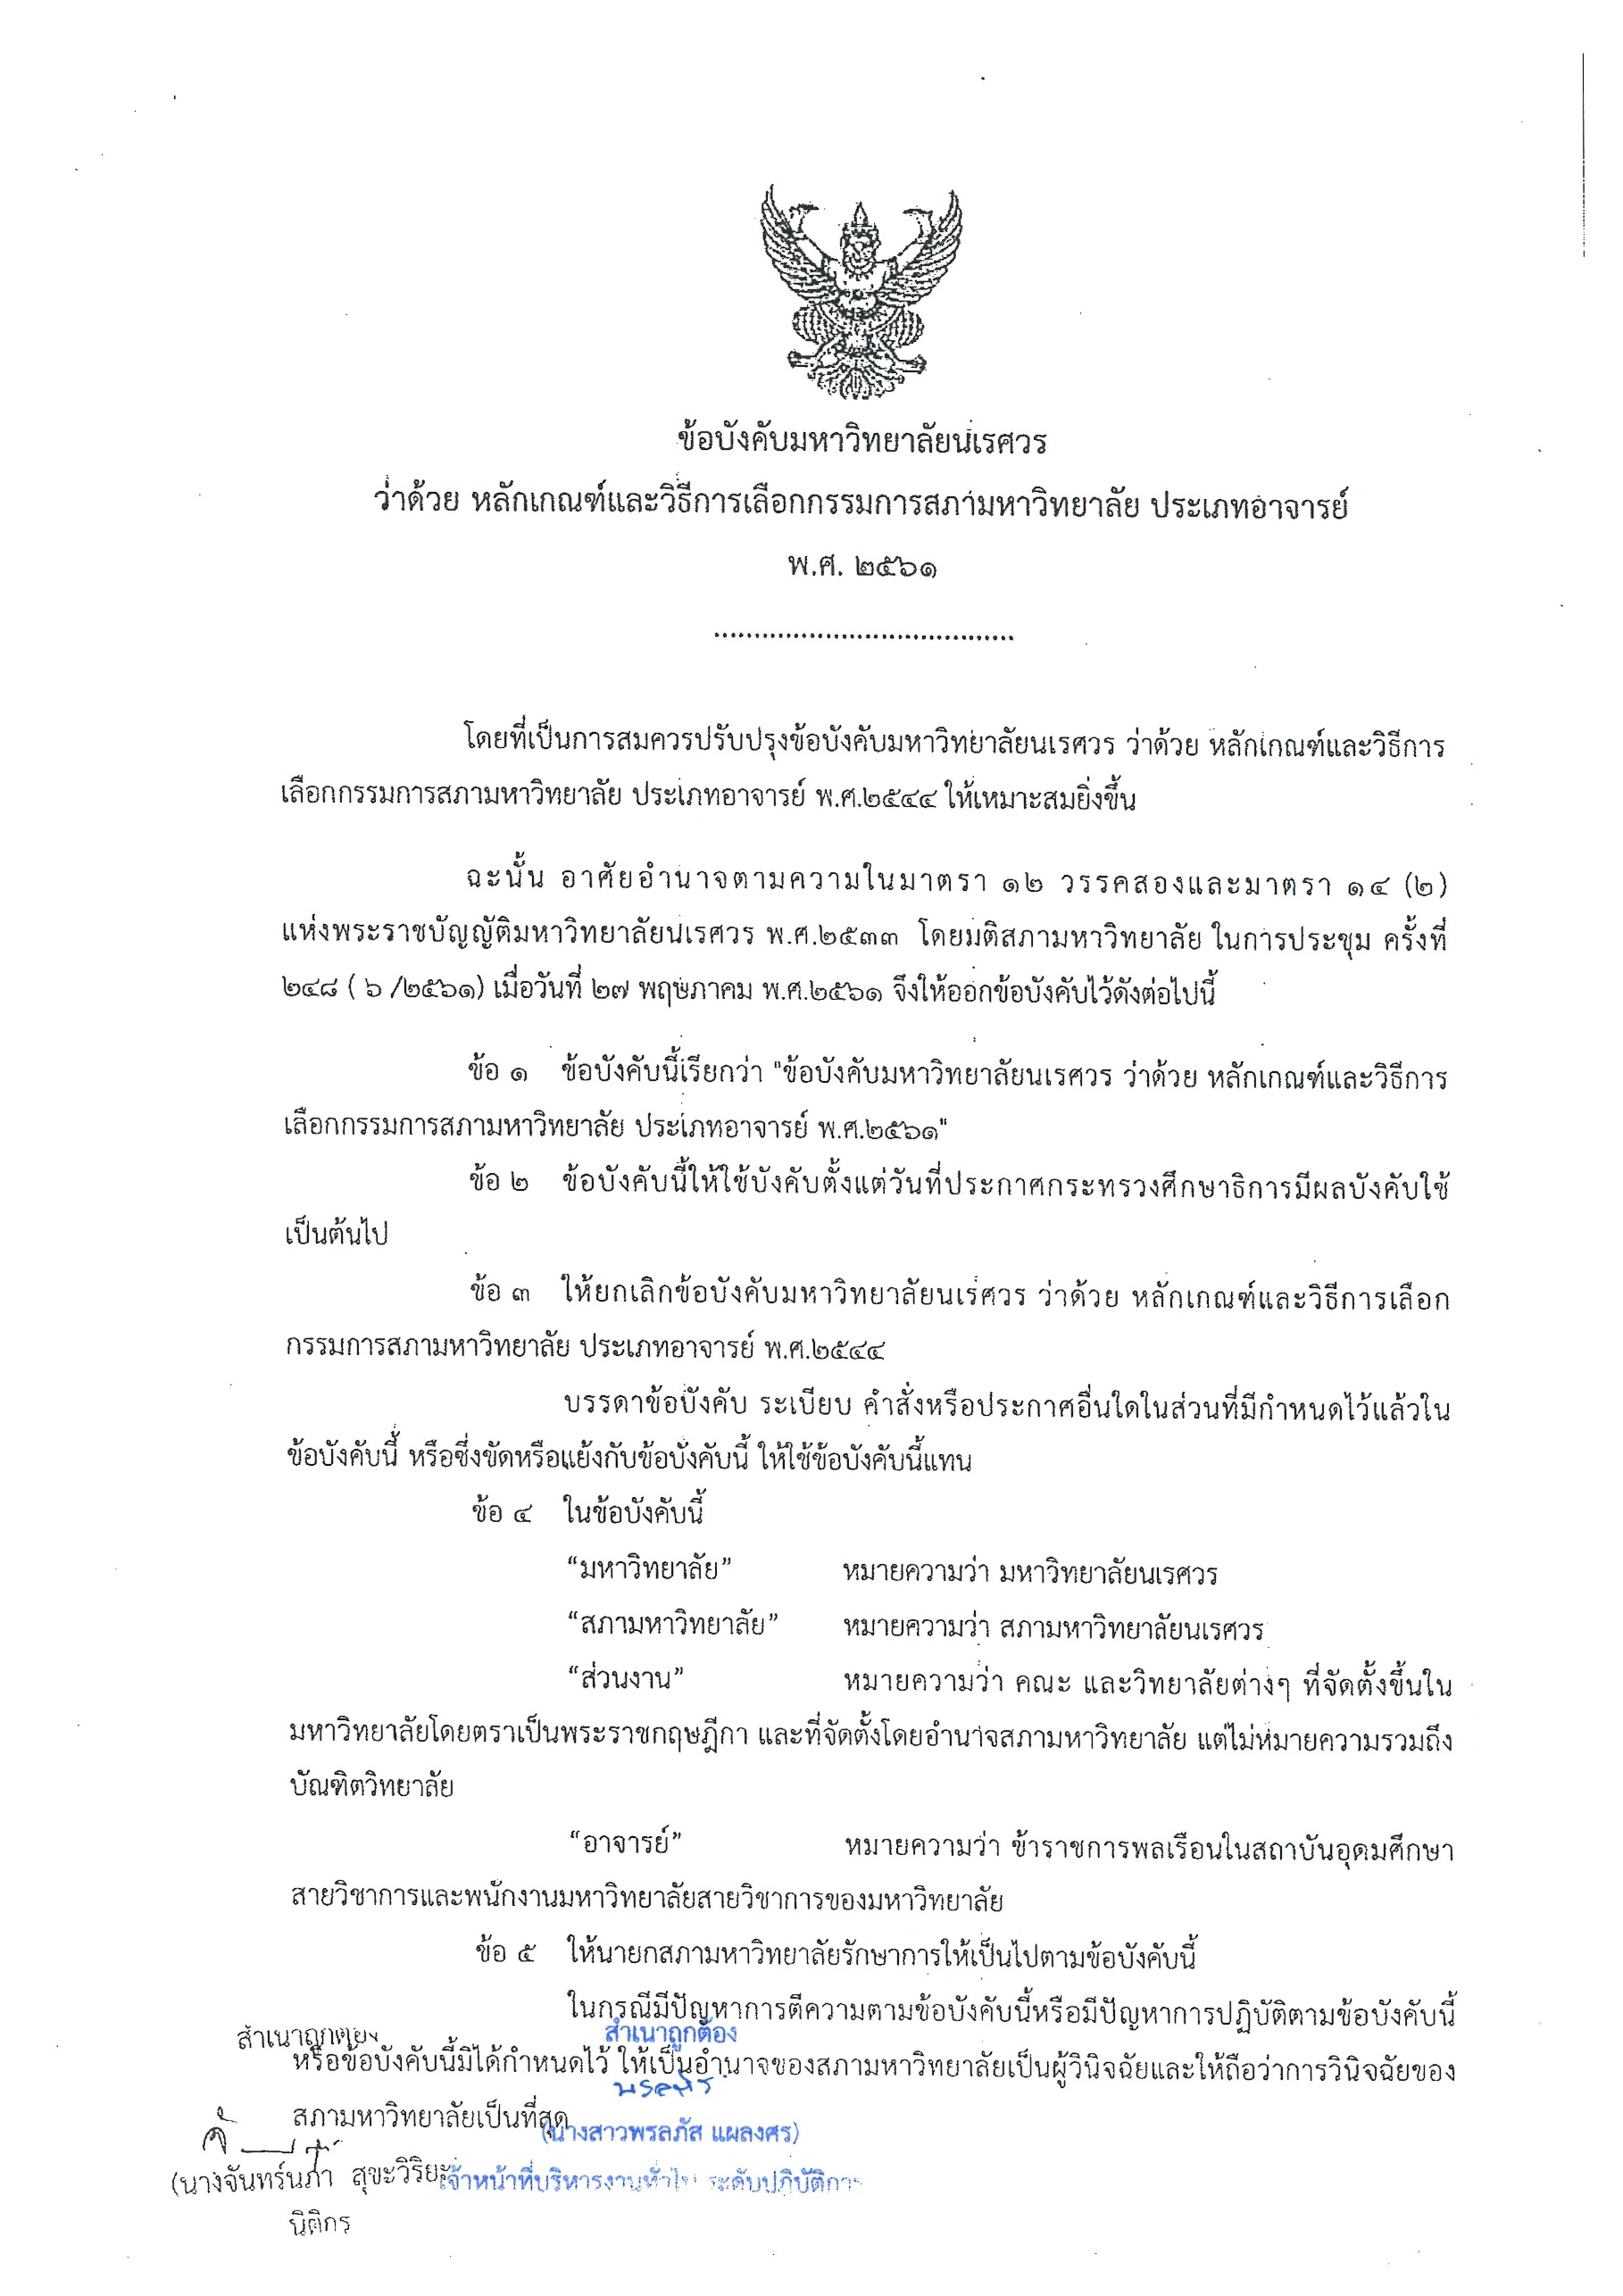 ข้อบังคับมหาวิทยาลัยนเรศวร
ว่าด้วย หลักเกณฑ์และวิธีการเลือกกรรมการสภามหาวิทยาลัย ประเภทอาจารย์
พ.ศ. ๒๕๖๑
โดยที่เป็นการสมควรปรับปรุงข้อบังคับมหาวิทยาลัยนเรศวร ว่าด้วย หลักเกณฑ์และวิธีการ
เลือกกรรมการสภามหาวิทยาลัย ประเภทอาจารย์ พ.ศ.๒๕๔๔ ให้เหมาะสมยิ่งขึ้น
ฉะนั้น อาศัยอำนาจตามความในมาตรา ๑๒ วรรคสองและมาตรา ๑๔ (๒)
แห่งพระราชบัญญัติมหาวิทยาลัยนเรศวร พ.ศ.๒๕๓๓ โดยมติสภามหาวิทยาลัย ในการประชุม ครั้งที่
๒๔๘ ( ๖ /๒๕๖๑) เมื่อวันที่ ๒๗ พฤษภาคม พ.ศ.๒๕๖๑ จึงให้ออกข้อบังคับไว้ดังต่อไปนี้
ข้อ ๑ ข้อบังคับนี้เรียกว่า "ข้อบังคับมหาวิทยาลัยนเรศวร ว่าด้วย หลักเกณฑ์และวิธีการ
เลือกกรรมการสภามหาวิทยาลัย ประเภทอาจารย์ พ.ศ.๒๕๖๑"
ข้อ ๒ ข้อบังคับนี้ให้ใช้บังคับตั้งแต่วันที่ประกาศกระทรวงศึกษาธิการมีผลบังคับใช้
เป็นต้นไป
ข้อ ๓ ให้ยกเลิกข้อบังคับมหาวิทยาลัยนเรศวร ว่าด้วย หลักเกณฑ์และวิธีการเลือก
กรรมการสภามหาวิทยาลัย ประเภทอาจารย์ พ.ศ.๒๕๔๔
บรรดาข้อบังคับ ระเบียบ คำสั่งหรือประกาศอื่นใดในส่วนที่มีกำหนดไว้แล้วใน
ข้อบังคับนี้ หรือซึ่งขัดหรือแย้งกับข้อบังคับนี้ ให้ใช้ข้อบังคับนี้แทน
ข้อ ๔ ในข้อบังคับนี้
“มหาวิทยาลัย” หมายความว่า มหาวิทยาลัยนเรศวร
“สภามหาวิทยาลัย” หมายความว่า สภามหาวิทยาลัยนเรศวร
“ส่วนงาน” หมายความว่า คณะ และวิทยาลัยต่างๆ ที่จัดตั้งขึ้นใน
มหาวิทยาลัยโดยตราเป็นพระราชกฤษฎีกา และที่จัดตั้งโดยอำนาจสภามหาวิทยาลัย แต่ไม่หมายความรวมถึง
บัณฑิตวิทยาลัย
“อาจารย์” หมายความว่า ข้าราชการพลเรือนในสถาบันอุดมศึกษา
สายวิชาการและพนักงานมหาวิทยาลัยสายวิชาการของมหาวิทยาลัย
ข้อ ๕ ให้นายกสภามหาวิทยาลัยรักษาการให้เป็นไปตามข้อบังคับนี้
ในกรณีมีปัญหาการตีความตามข้อบังคับนี้หรือมีปัญหาการปฏิบัติตามข้อบังคับนี้
สำเนาถูกต้อง สำเนาถูกต้อง
หรือข้อบังคับนี้มิได้กำหนดไว้ ให้เป็นอำนาจของสภามหาวิทยาลัยเป็นผู้วินิจฉัยและให้ถือว่าการวินิจฉัยของ
สภามหาวิทยาลัยเป็นที่สุด
(นางสาวพรลภัส แผลงศร)
(นางจันทร์นภา สุขะวิริยะ
เจ้าหน้าที่บริหารงานทั่วไป ระดับปฏิบัติการ
นิติกร